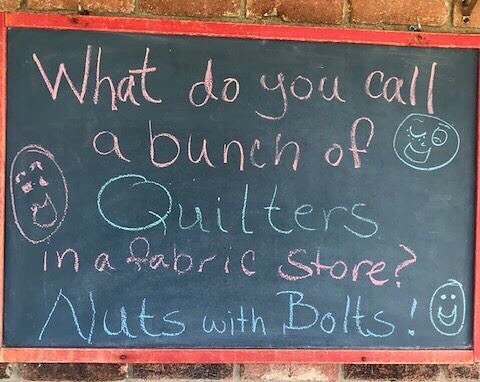 What do you call
a bunch of
Quilters
in a fabric Store?
Nuts with Bolts!